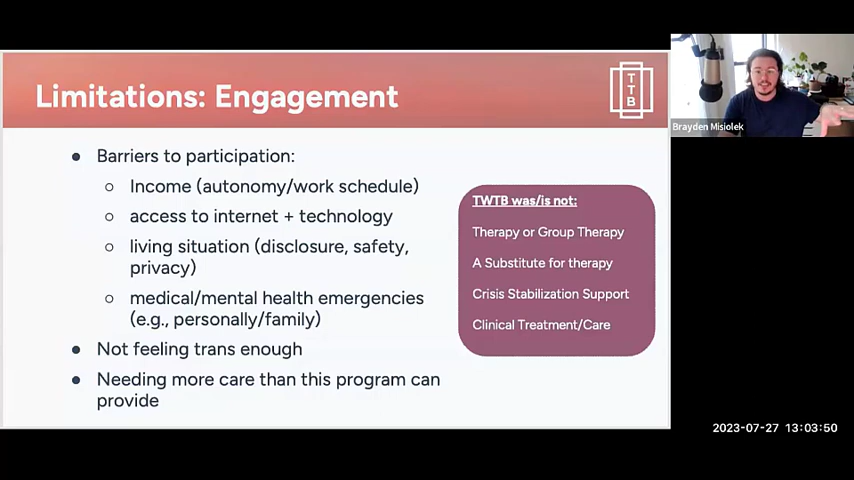 Limitations: Engagement
T
T
B
● Barriers to participation:
○ Income (autonomy/work schedule)
○ access to internet + technology
○ living situation (disclosure, safety,
privacy)
○ medical/mental health emergencies
(e.g., personally/family)
● Not feeling trans enough
● Needing more care than this program can
provide
TWTB was/is not:
Therapy or Group Therapy
A Substitute for therapy
Crisis Stabilization Support
Clinical Treatment/Care
Brayden Misiolek
2023-07-27 13:03:50